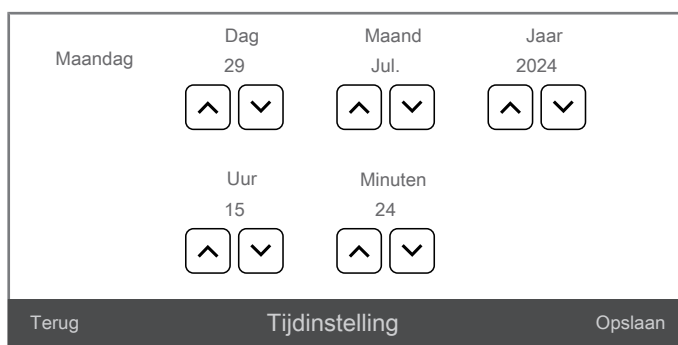 Dag Maand Jaar
Maandag 29 Jul. 2024
Uur Minuten
15 24
Terug Tijdinstelling Opslaan